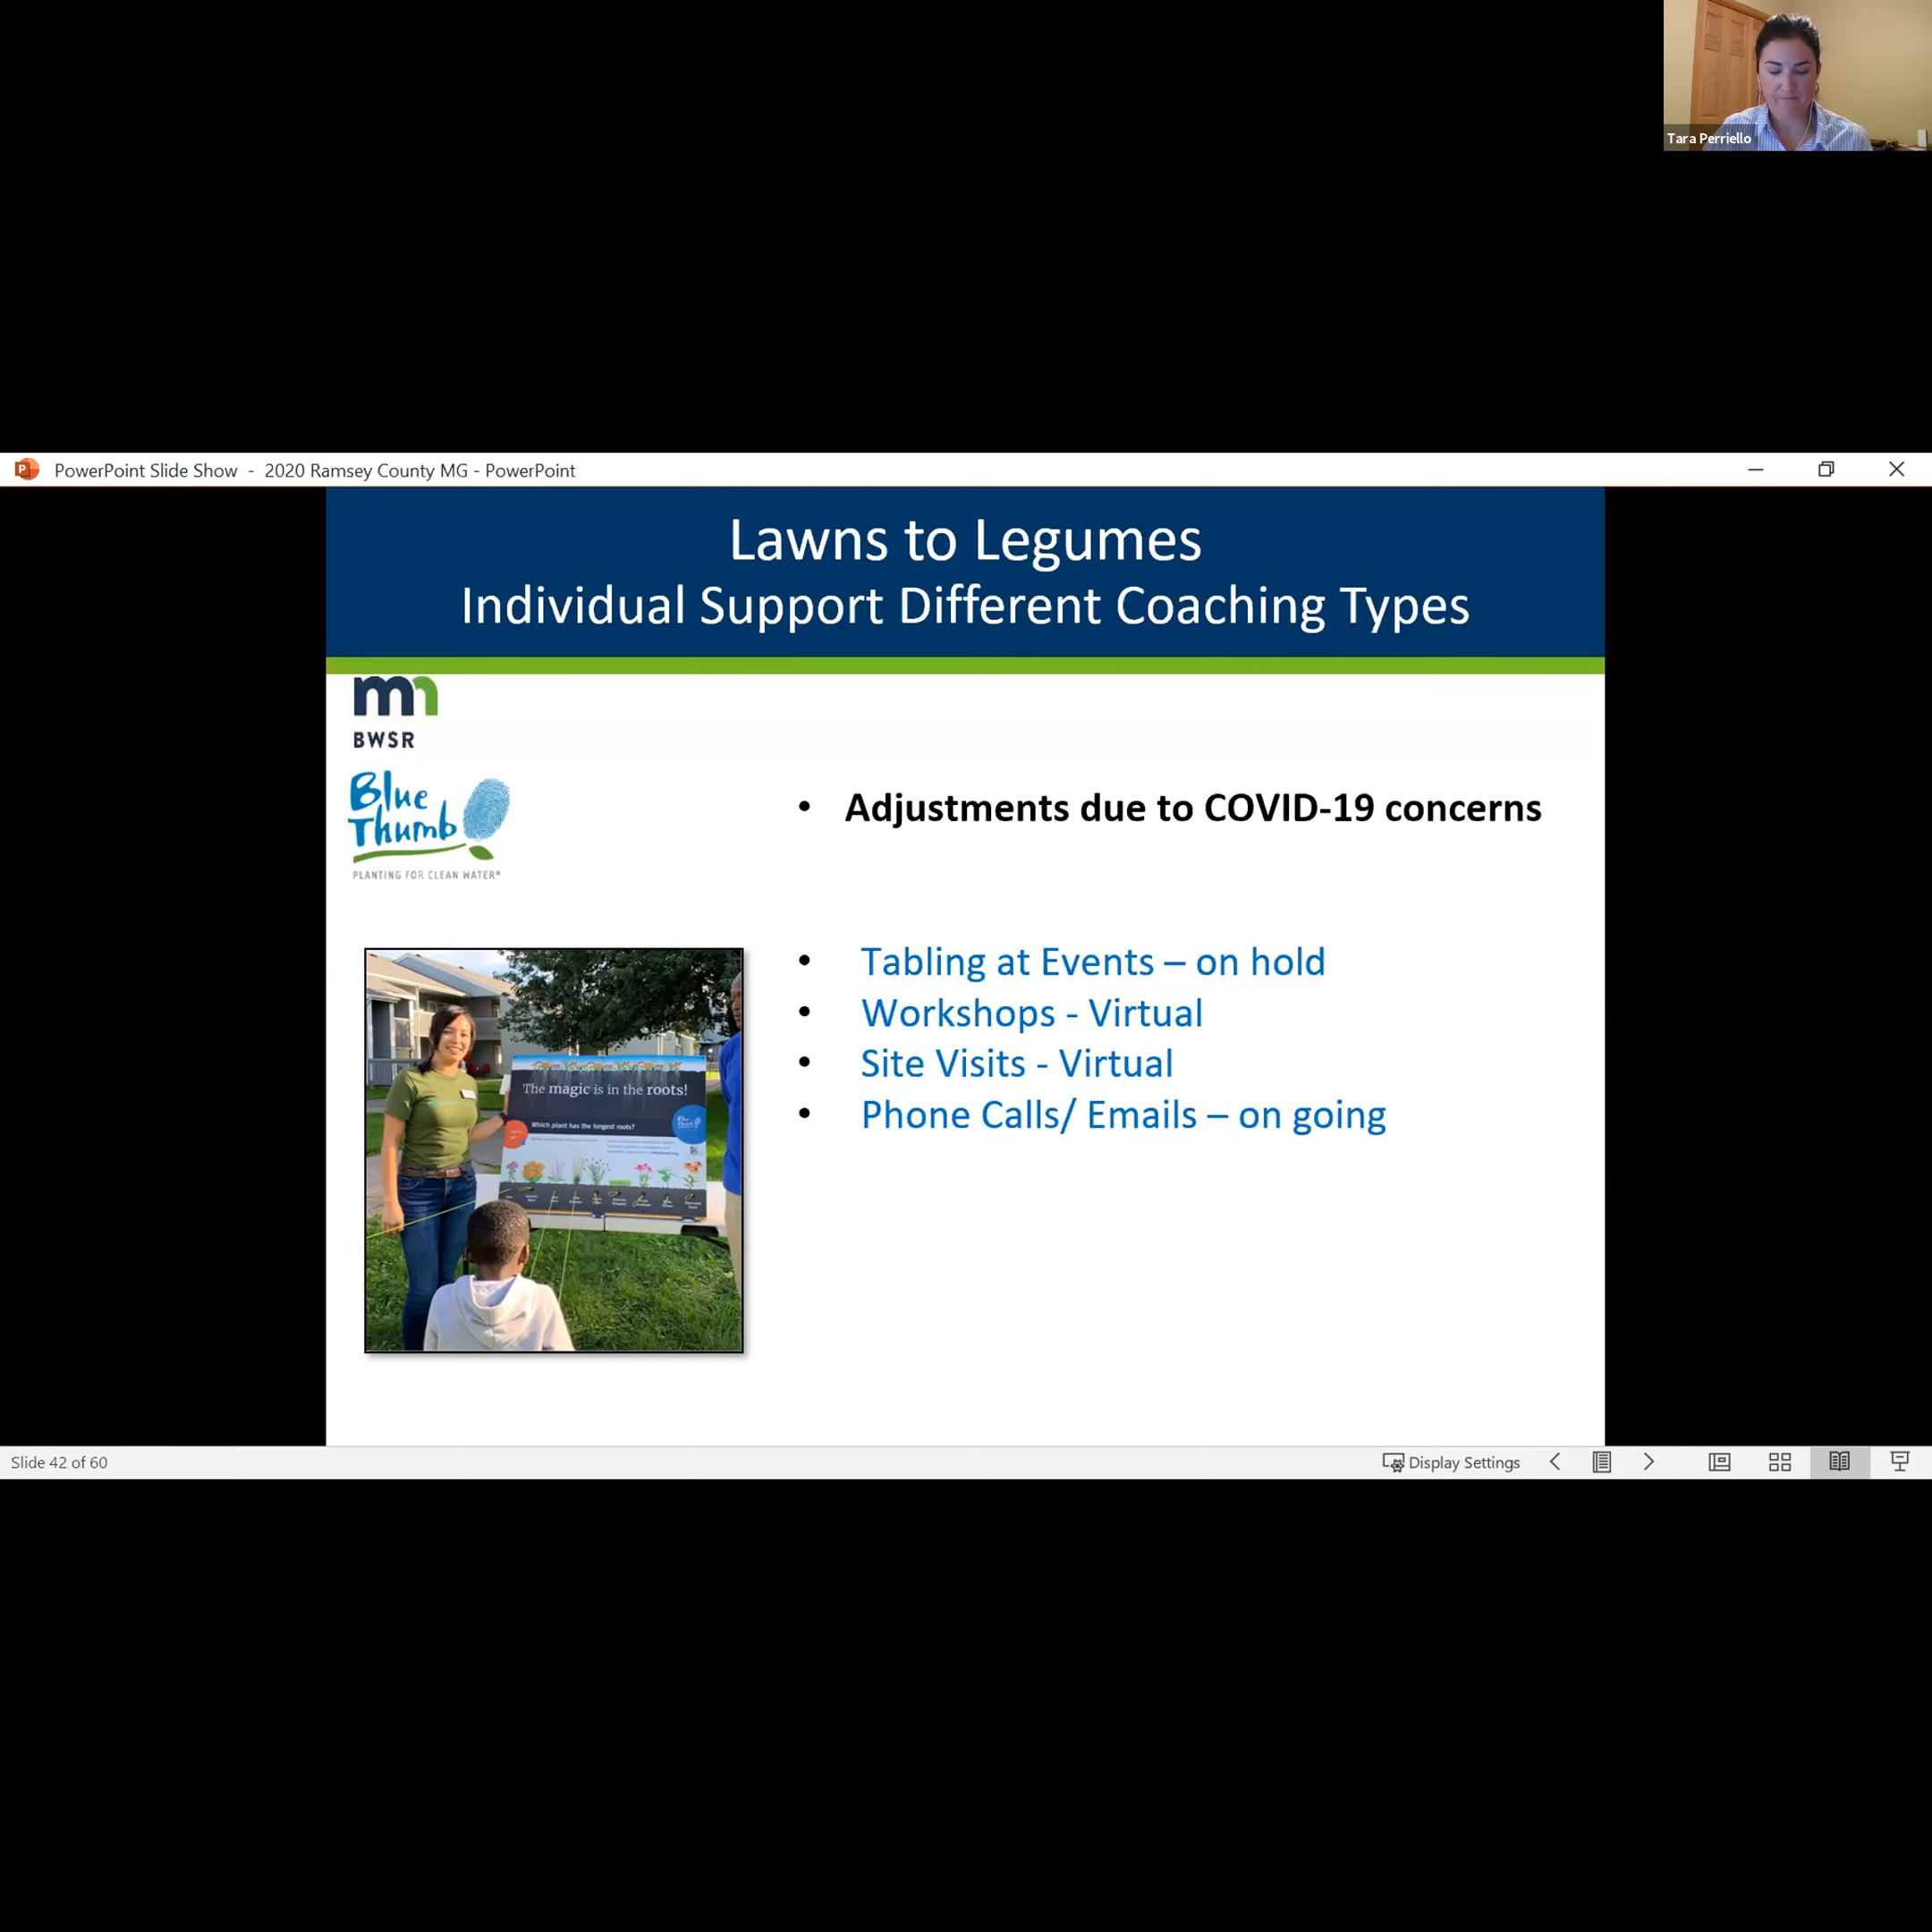 Tara Perriello
PowerPoint Slide Show - 2020 Ramsey County MG - PowerPoint
Lawns to Legumes
Individual Support Different Coaching Types
mn
BWSR
Blue
Thumb
PLANTING FOR CLEAN WATER®
• Adjustments due to COVID-19 concerns
• Tabling at Events – on hold
• Workshops - Virtual
• Site Visits - Virtual
• Phone Calls/ Emails – on going
The magic is in the roots!
Which plant has the longest roots?
Slide 42 of 60
Display Settings